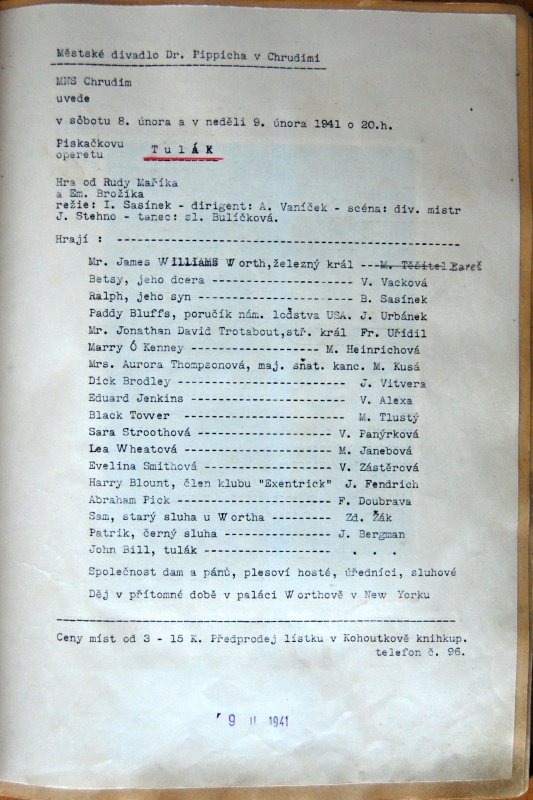 Městské divadlo Dr. Pippicha v Chrudimi
MNS Chrudim
uvede
v sobotu 8. února a v neděli 9. února 1941 o 20.h.
Piskačkovu
operetu T u l Á K
Hra od Rudy Maříka
a Em. Brožíka
režie: I. Sasínek - dirigent: A. Vaníček - scéna: div. mistr
J. Stehno - tanec: sl. Bulíčková.
Hrají : ------------------------------------------------
Mr. James WILLIAMS Worth,železný král ---M. Těšitel
Betsy, jeho dcera -------------------- V. Vacková
Ralph, jeho syn ---------------------- B. Sasínek
Paddy Bluffs, poručík nám. loďstva USA. J. Urbánek
Mr. Jonathan David Trotabout,stř. král Fr. Uřídil
Marry Ó Kenney ------------------- M. Heinrichová
Mrs. Aurora Thompsonová, maj. sňat. kanc. M. Kusá
Dick Brodley ------------------------- J. Vitvera
Eduard Jenkins ----------------------- V. Alexa
Black Tovver ------------------------ M. Tlustý
Sara Stroothová -------------------- V. Panýrková
Lea Wheatová ----------------------- M. Janebová
Evelina Smithová ------------------- V. Zástěrová
Harry Blount, člen klubu "Exentrick" J. Fendrich
Abraham Pick ----------------------- F. Doubrava
Sam, starý sluha u Wortha --------- Zd. Žák
Patrik, černý sluha ---------------- J. Bergman
John Bill, tulák ------------------- . . .
Společnost dam a pánů, plesoví hosté, úředníci, sluhové
Děj v přítomné době v paláci Worthově v New Yorku
------------------------------------------------------------
Ceny míst od 3 - 15 K. Předprodej lístku v Kohoutkově knihkup.
telefon č. 96.
9 II 1941